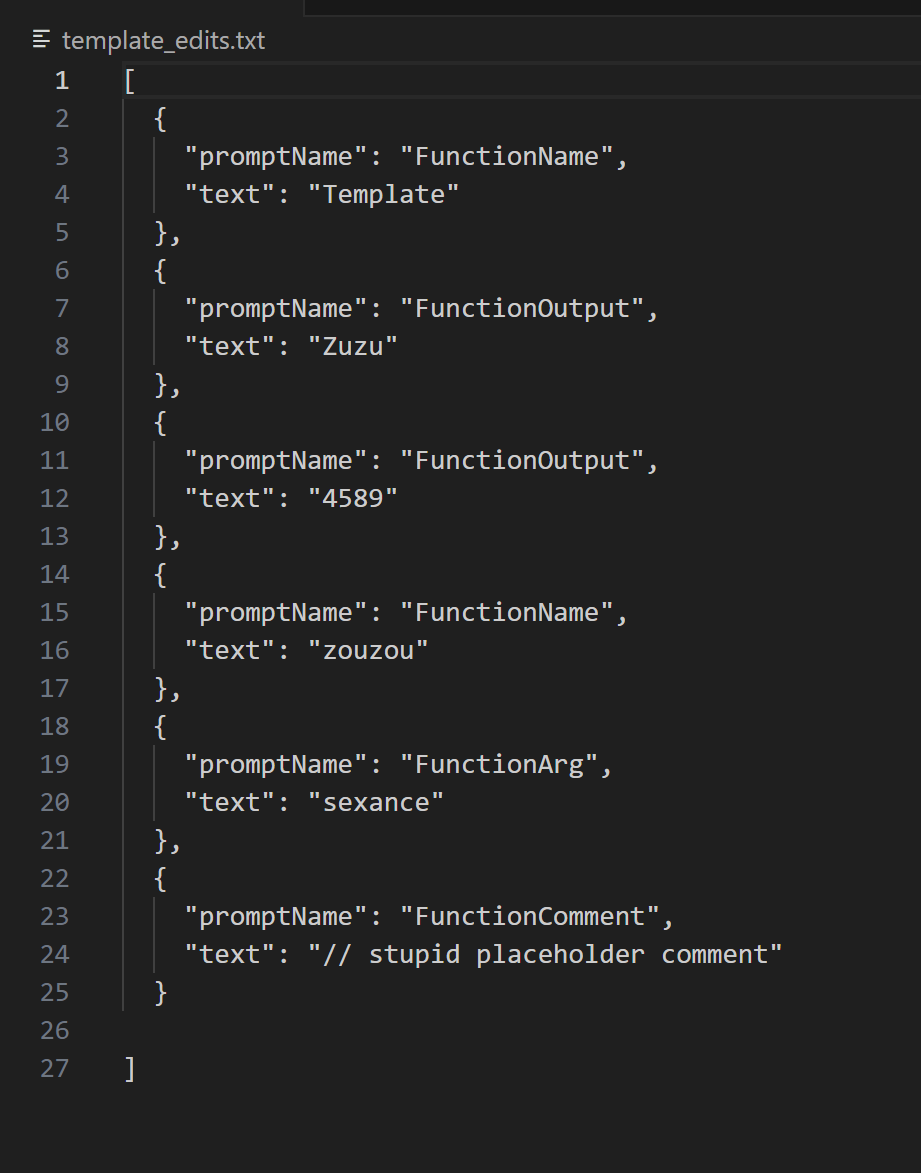 template_edits.txt
1 [
2   {
3     "promptName": "FunctionName",
4     "text": "Template"
5   },
6   {
7     "promptName": "FunctionOutput",
8     "text": "Zuzu"
9   },
10   {
11     "promptName": "FunctionOutput",
12     "text": "4589"
13   },
14   {
15     "promptName": "FunctionName",
16     "text": "zouzou"
17   },
18   {
19     "promptName": "FunctionArg",
20     "text": "sexance"
21   },
22   {
23     "promptName": "FunctionComment",
24     "text": "// stupid placeholder comment"
25   }
26
27 ]